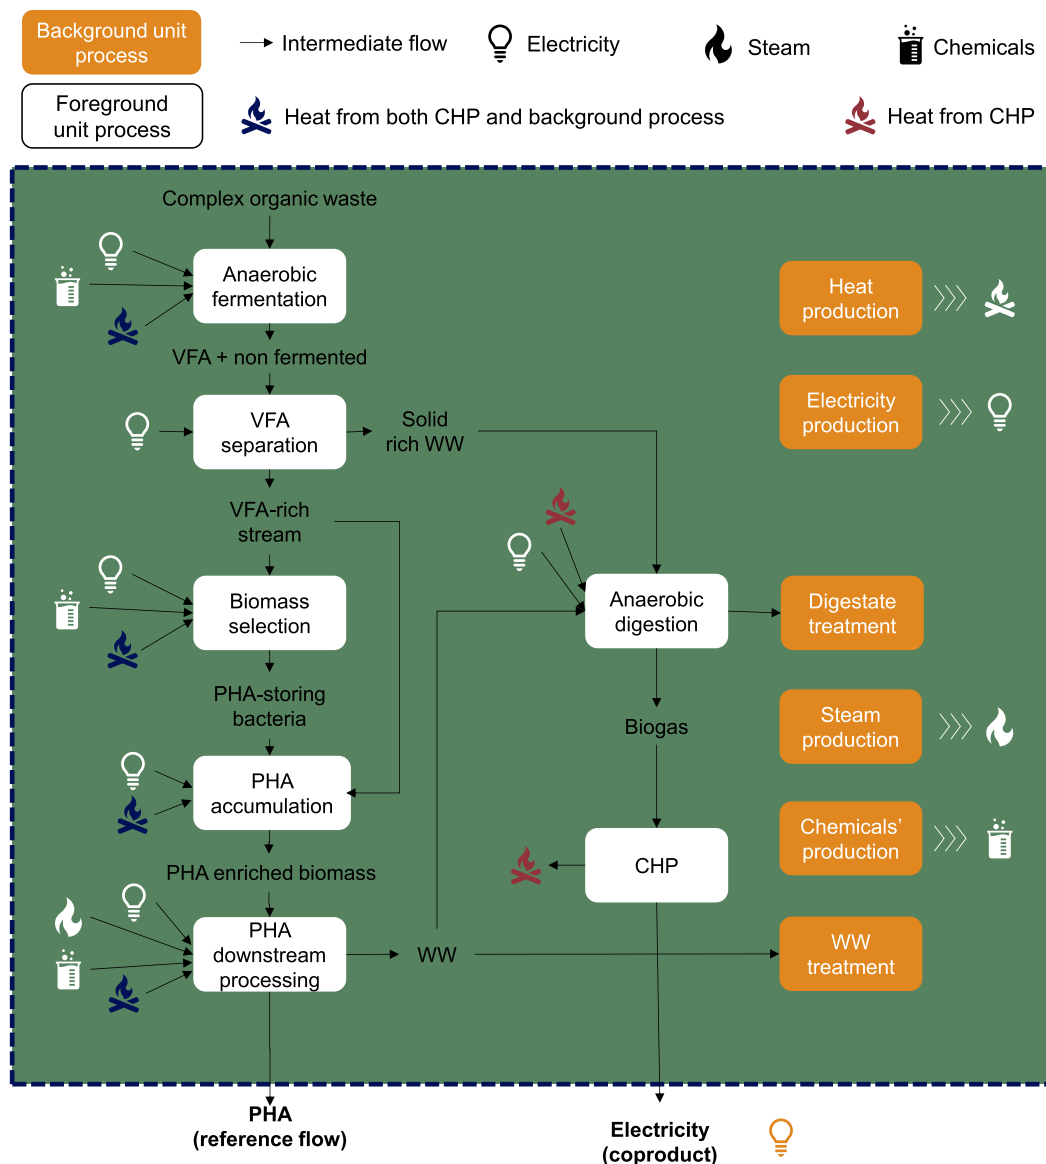 Background unit
process
Intermediate flow
Electricity
Steam
Chemicals
Foreground
unit process
Heat from both CHP and background process
Heat from CHP
Complex organic waste
Anaerobic
fermentation
Heat
production
VFA + non fermented
VFA
separation
Solid
rich WW
Electricity
production
VFA-rich
stream
Biomass
selection
Anaerobic
digestion
Digestate
treatment
PHA-storing
bacteria
Biogas
Steam
production
PHA
accumulation
Chemicals'
production
PHA enriched biomass
CHP
PHA
downstream
processing
WW
WW
treatment
PHA
(reference flow)
Electricity
(coproduct)